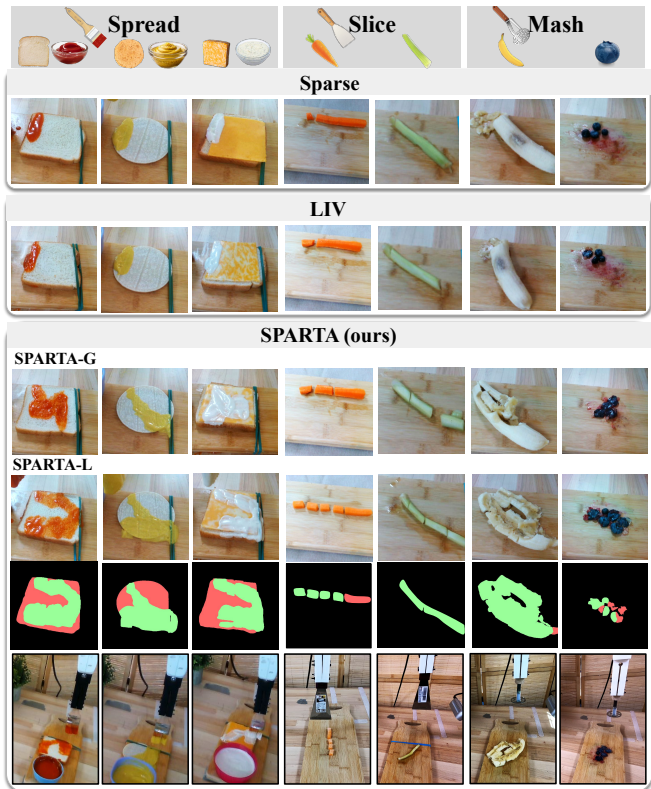 Spread Slice Mash
Sparse
LIV
SPARTA (ours)
SPARTA-G
SPARTA-L